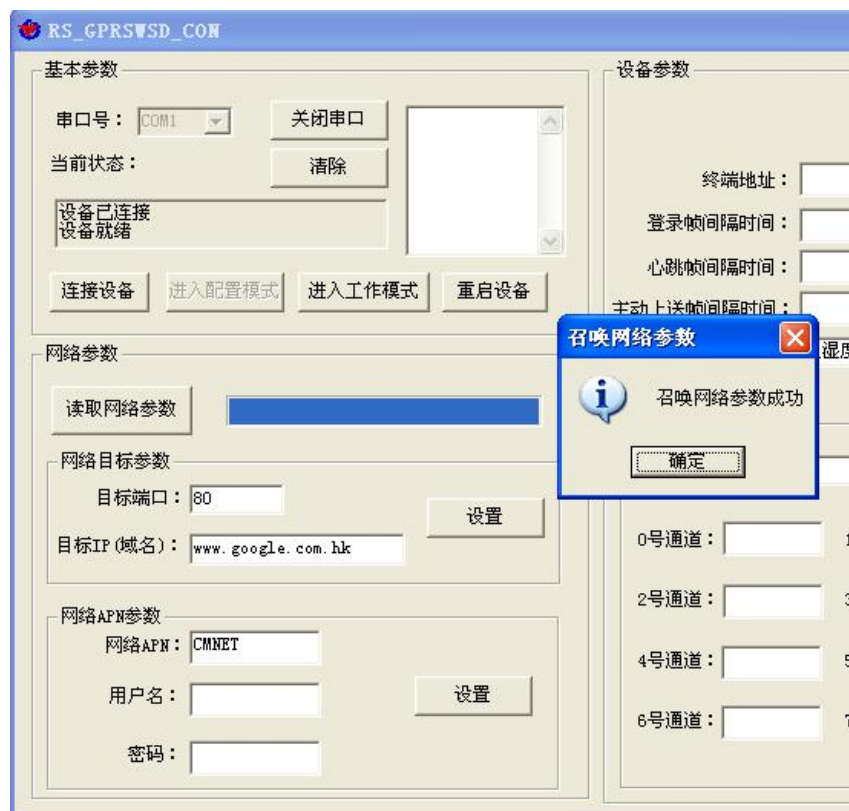 RS_GPRSWSD_CON
基本参数
串口号：
COM1
关闭串口
当前状态：
清除
设备已连接
设备就绪
连接设备
进入配置模式
进入工作模式
重启设备
设备参数
终端地址：
登录帧间隔时间：
心跳帧间隔时间：
主动上送帧间隔时间：
湿度
召唤网络参数
召唤网络参数成功
确定
网络参数
读取网络参数
网络目标参数
目标端口：
80
目标IP(域名)：
www.google.com.hk
设置
网络APN参数
网络APN：
CMNET
用户名：
密码：
设置
0号通道：
2号通道：
4号通道：
6号通道：